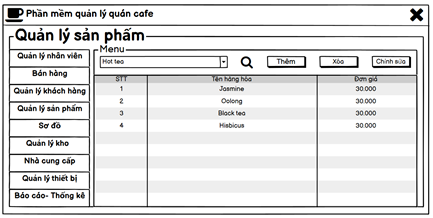 Phần mềm quản lý quán cafe
Quản lý sản phẩm
Quản lý nhân viên
Bán hàng
Quản lý khách hàng
Quản lý sản phẩm
Sơ đồ
Quản lý kho
Nhà cung cấp
Quản lý thiết bị
Báo cáo- Thống kê
Menu
Hot tea
Thêm
Xóa
Chỉnh sửa
STT Tên hàng hóa Đơn giá
1 Jasmine 30.000
2 Oolong 30.000
3 Black tea 30.000
4 Hisbicus 30.000